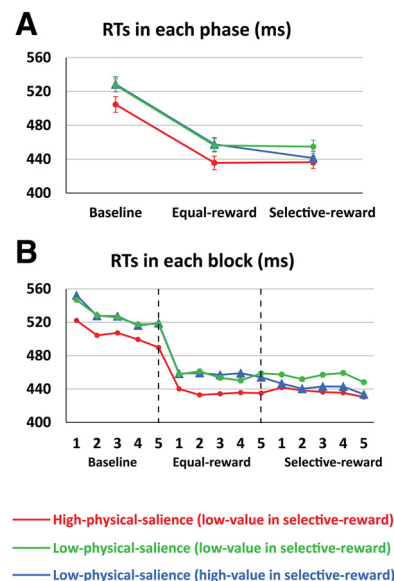 A
RTs in each phase (ms)
560
520
480
440
400
Baseline Equal-reward Selective-reward
B
RTs in each block (ms)
560
520
480
440
400
1 2 3 4 5 1 2 3 4 5 1 2 3 4 5
Baseline Equal-reward Selective-reward
High-physical-salience (low-value in selective-reward)
Low-physical-salience (low-value in selective-reward)
Low-physical-salience (high-value in selective-reward)